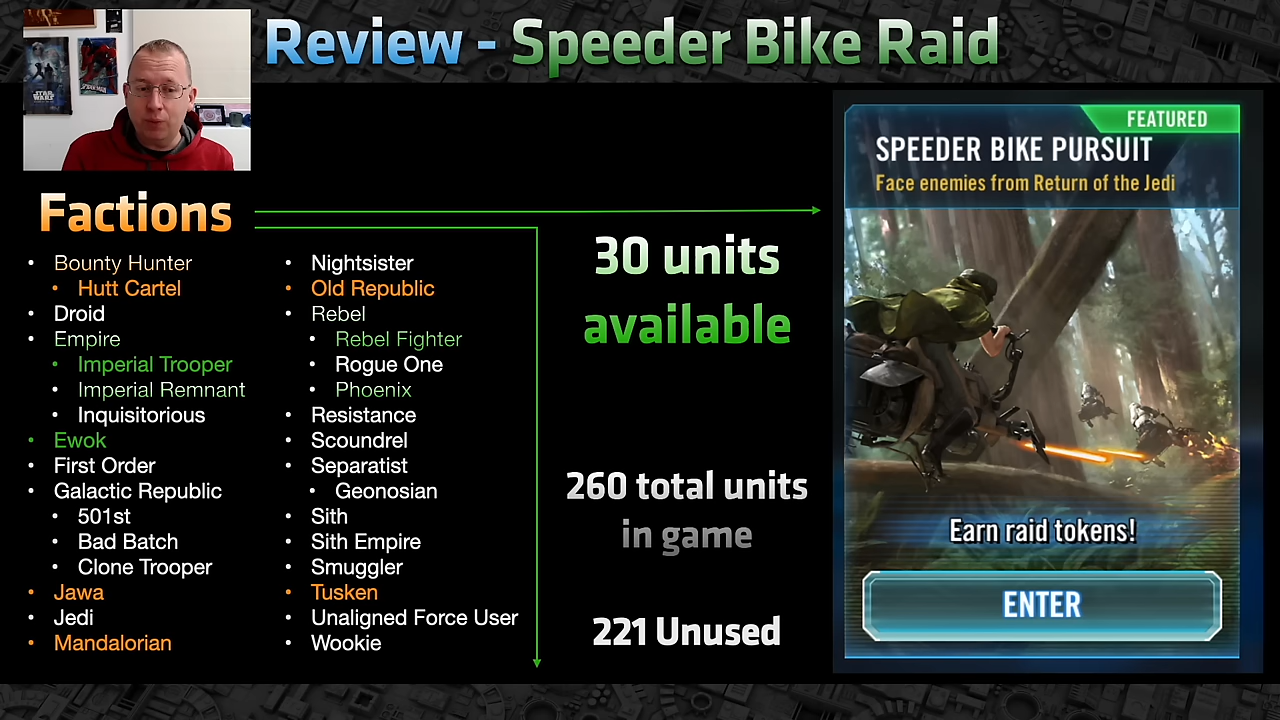 Review - Speeder Bike Raid
STAR WARS
FEATURED
SPEEDER BIKE PURSUIT
Face enemies from Return of the Jedi
Factions
• Bounty Hunter
• Hutt Cartel
• Droid
• Empire
• Imperial Trooper
• Imperial Remnant
• Inquisitorious
• Ewok
• First Order
• Galactic Republic
• 501st
• Bad Batch
• Clone Trooper
• Jawa
• Jedi
• Mandalorian
• Nightsister
• Old Republic
• Rebel
• Rebel Fighter
• Rogue One
• Phoenix
• Resistance
• Scoundrel
• Separatist
• Geonosian
• Sith
• Sith Empire
• Smuggler
• Tusken
• Unaligned Force User
• Wookie
30 units
available
260 total units
in game
221 Unused
Earn raid tokens!
ENTER